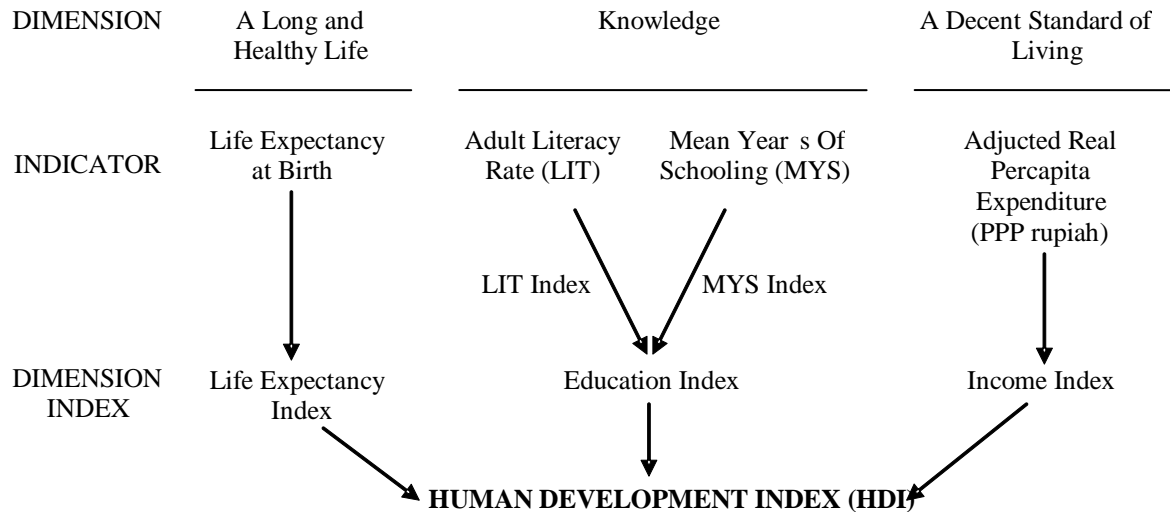 DIMENSION
A Long and
Healthy Life
Knowledge
A Decent Standard of
Living
INDICATOR
Life Expectancy
at Birth
Adult Literacy
Rate (LIT)
Mean Year s Of
Schooling (MYS)
Adjucted Real
Percapita
Expenditure
(PPP rupiah)
LIT Index
MYS Index
DIMENSION
INDEX
Life Expectancy
Index
Education Index
Income Index
HUMAN DEVELOPMENT INDEX (HDI)